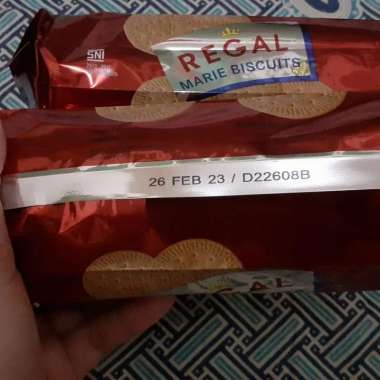 SNI
REGAL
MARIE BISCUITS
26 FEB 23 / D22608B